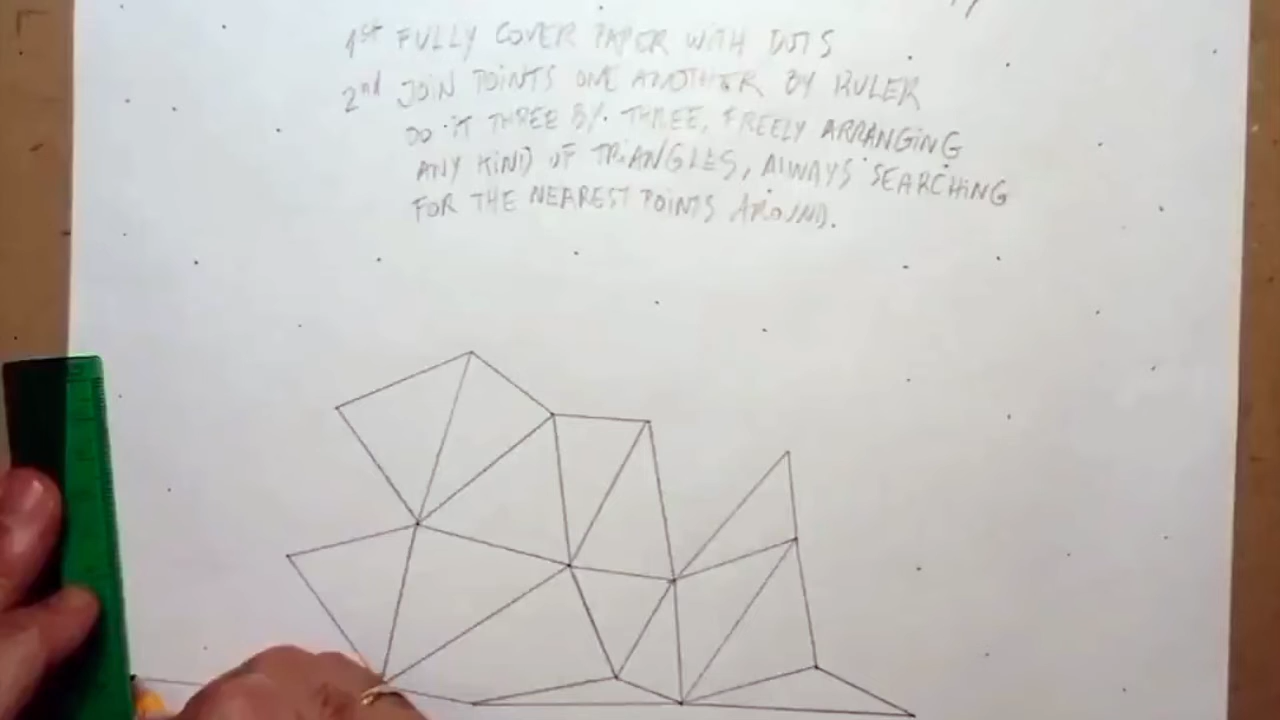 1st FULLY COVER PAPER WITH DOTS
2nd JOIN POINTS ONE ANOTHER BY RULER
DO IT THREE BY THREE, FREELY ARRANGING
ANY KIND OF TRIANGLES, ALWAYS SEARCHING
FOR THE NEAREST POINTS AROUND.